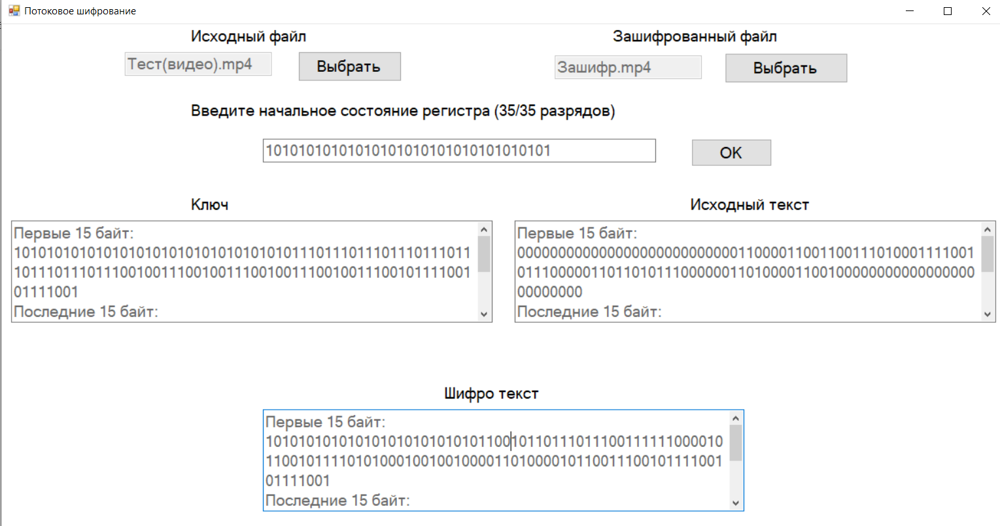 Потоковое шифрование
Исходный файл
Зашифрованный файл
Тест(видео).mp4
Выбрать
Зашифр.mp4
Выбрать
Введите начальное состояние регистра (35/35 разрядов)
10101010101010101010101010101010101
OK
Ключ
Исходный текст
Первые 15 байт:
10101010101010101010101010101010101110111011101110111011
10111011101110010011100100111001001110010011100101111001
01111001
Последние 15 байт:
Первые 15 байт:
00000000000000000000000000011000011001100111010001111001
01110000011011010111000000110100001100100000000000000000
00000000
Последние 15 байт:
Шифро текст
Первые 15 байт:
10101010101010101010101010110010110111011100111111000010
11001011110101000100100100001101000010110011100101111001
01111001
Последние 15 байт: